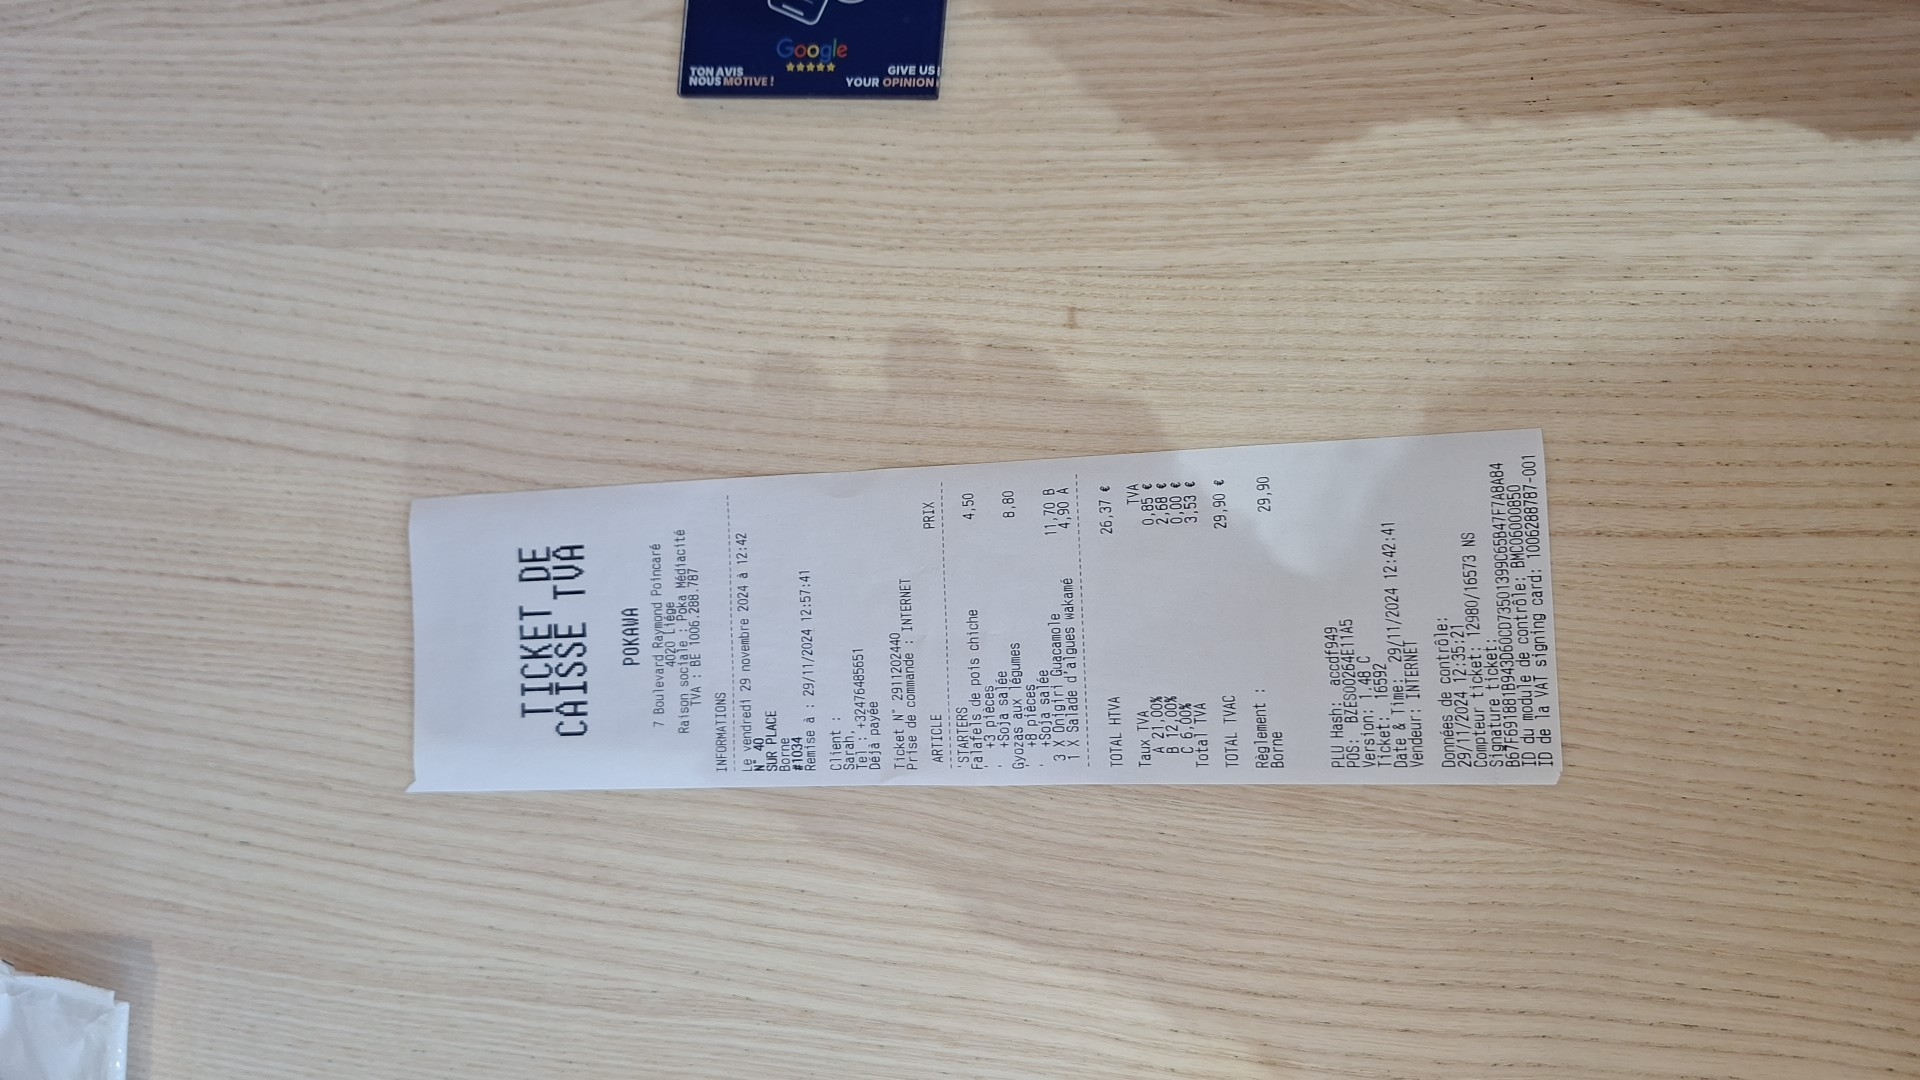 Google
TON AVIS
NOUS MOTIVE !
GIVE US
YOUR OPINION
TICKET DE
CAISSE TVA
POKAWA
7 Boulevard Raymond Poincaré
4020 Liège
Raison sociale : Poka Médiacité
TVA : BE 1006.288.787
INFORMATIONS
Le vendredi 29 novembre 2024 à 12:42
N° 40
SUR PLACE
Borne
#1034
Remise à : 29/11/2024 12:57:41
Client :
Sarah,
Tel : +32476485651
Déjà payée
Ticket N° 2911202440
Prise de commande : INTERNET
ARTICLE PRIX
'STARTERS
Falafels de pois chiche 4,50
' +3 pièces
' +Soja salée
Gyozas aux légumes 8,80
' +8 pièces
' +Soja salée
3 X Onigiri Guacamole 11,70 B
1 X Salade d'algues wakamé 4,90 A
TOTAL HTVA 26,37 €
Taux TVA TVA
A 21,00% 0,85 €
B 12,00% 2,68 €
C 6,00% 0,00 €
Total TVA 3,53 €
TOTAL TVAC 29,90 €
Règlement :
Borne 29,90
PLU Hash: accdf949
POS: BZES00264E11A5
Version: 1.48 C
Ticket: 16592
Date & Time: 29/11/2024 12:42:41
Vendeur: INTERNET
Données de contrôle:
29/11/2024 12:35:21
Compteur ticket: 12980/16573 NS
Signature ticket:
ID du module de contrôle: BMC06000850
ID de la VAT signing card: 1006288787-001